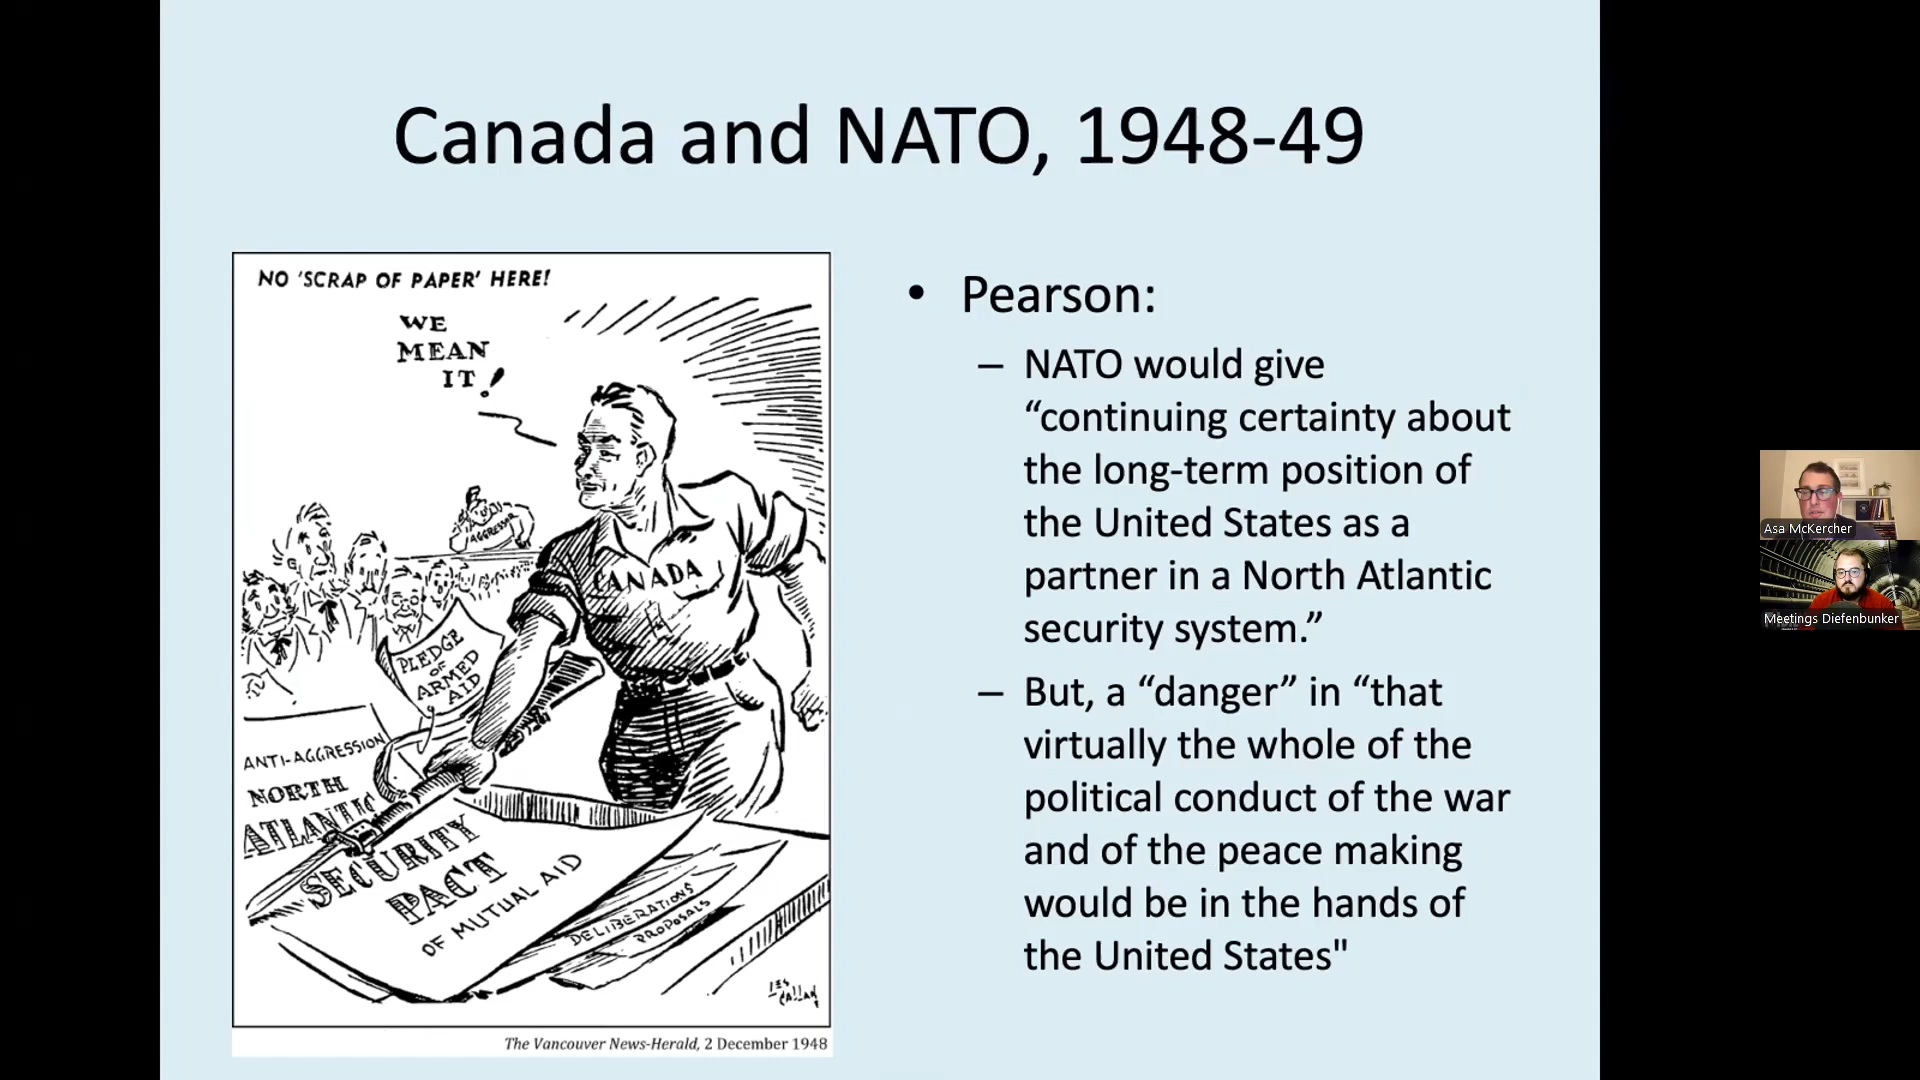 Canada and NATO, 1948-49
NO 'SCRAP OF PAPER' HERE!
WE
MEAN
IT!
AGGRESSOR
CANADA
PLEDGE
OF
ARMED
AID
ANTI-AGGRESSION
NORTH
ATLANTIC
SECURITY
PACT
OF MUTUAL AID
DELIBERATIONS
PROPOSALS
LES
CALLAN
The Vancouver News-Herald, 2 December 1948
• Pearson:
– NATO would give
“continuing certainty about
the long-term position of
the United States as a
partner in a North Atlantic
security system.”
– But, a “danger” in “that
virtually the whole of the
political conduct of the war
and of the peace making
would be in the hands of
the United States"
Asa McKercher
Meetings Diefenbunker